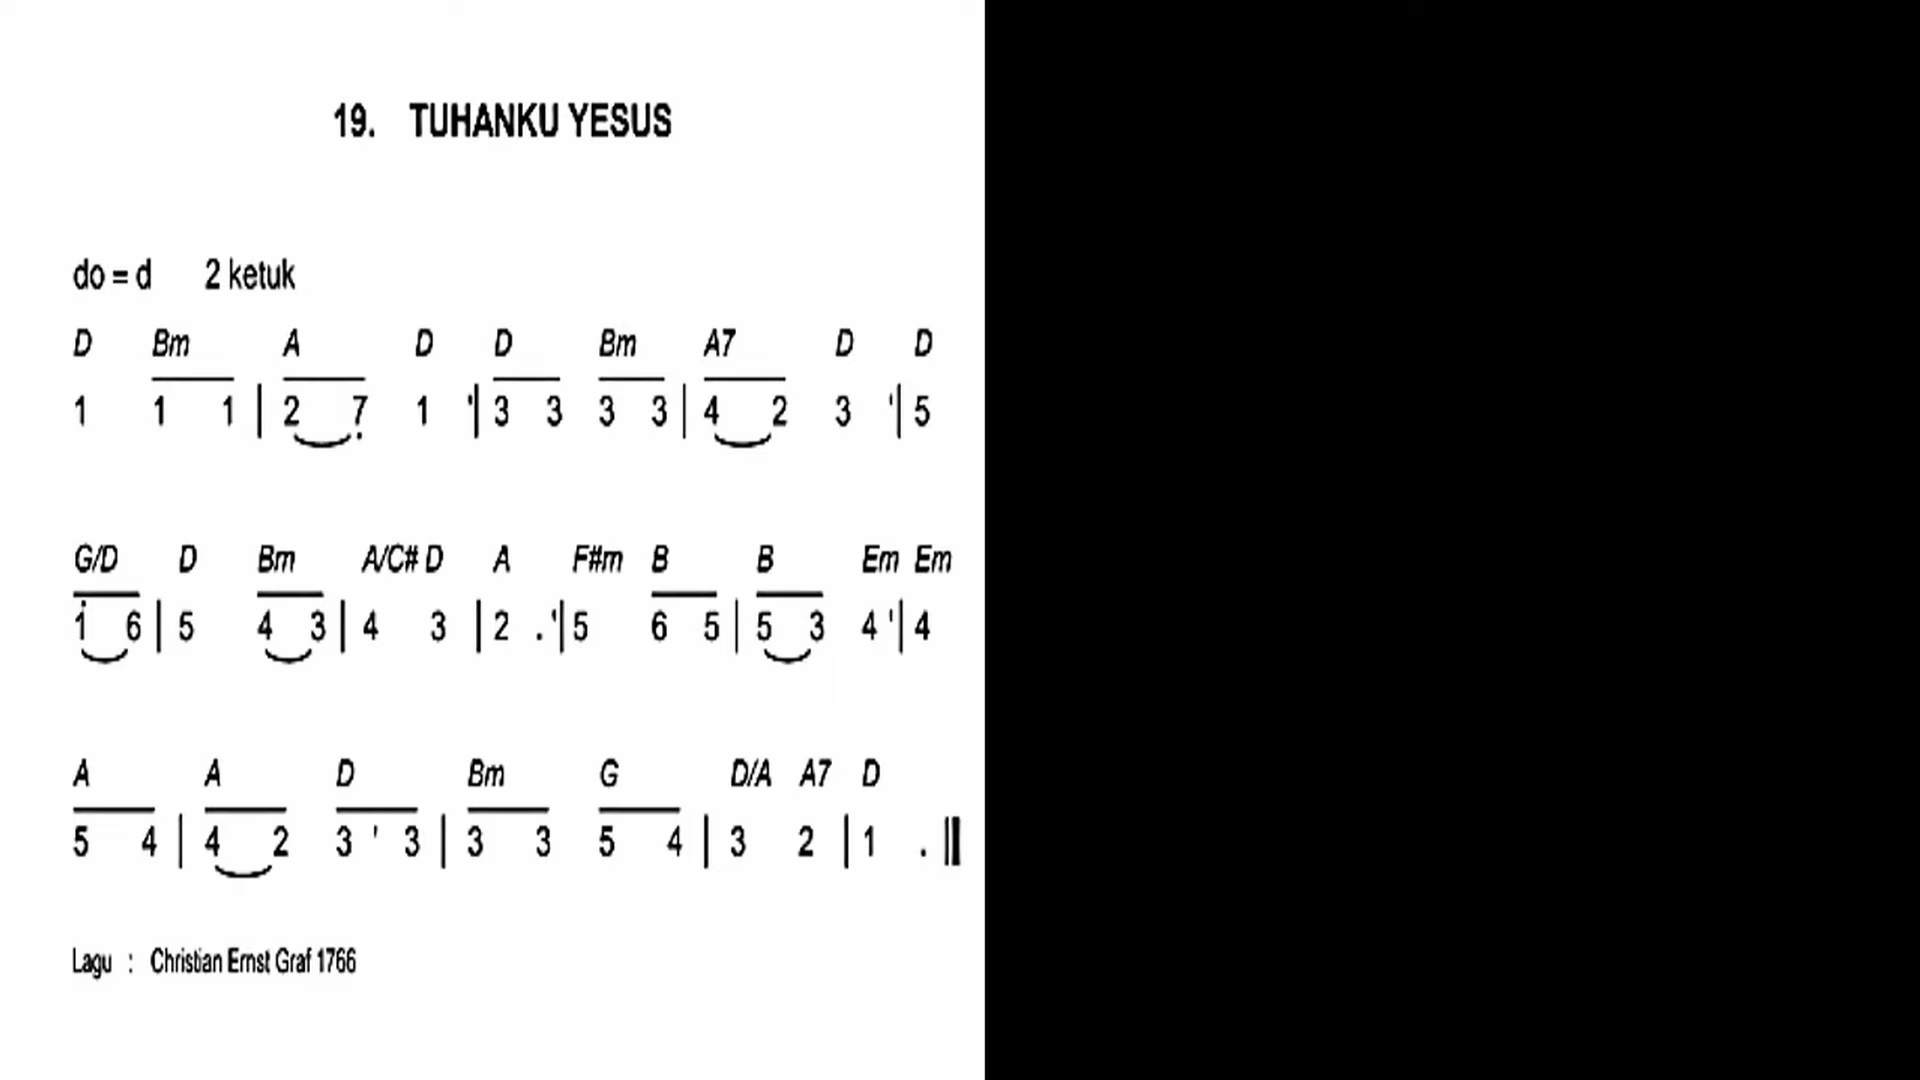 19. TUHANKU YESUS
do = d 2 ketuk
D Bm A D D Bm A7 D D
1 1 1 | 2 7̣ 1 '| 3 3 3 3 | 4 2 3 '| 5
G/D D Bm A/C# D A F#m B B Em Em
1̇ 6 | 5 4 3 | 4 3 | 2 . '| 5 6 5 | 5 3 4 '| 4
A A D Bm G D/A A7 D
5 4 | 4 2 3 ' 3 | 3 3 5 4 | 3 2 | 1 . ||
Lagu : Christian Ernst Graf 1766